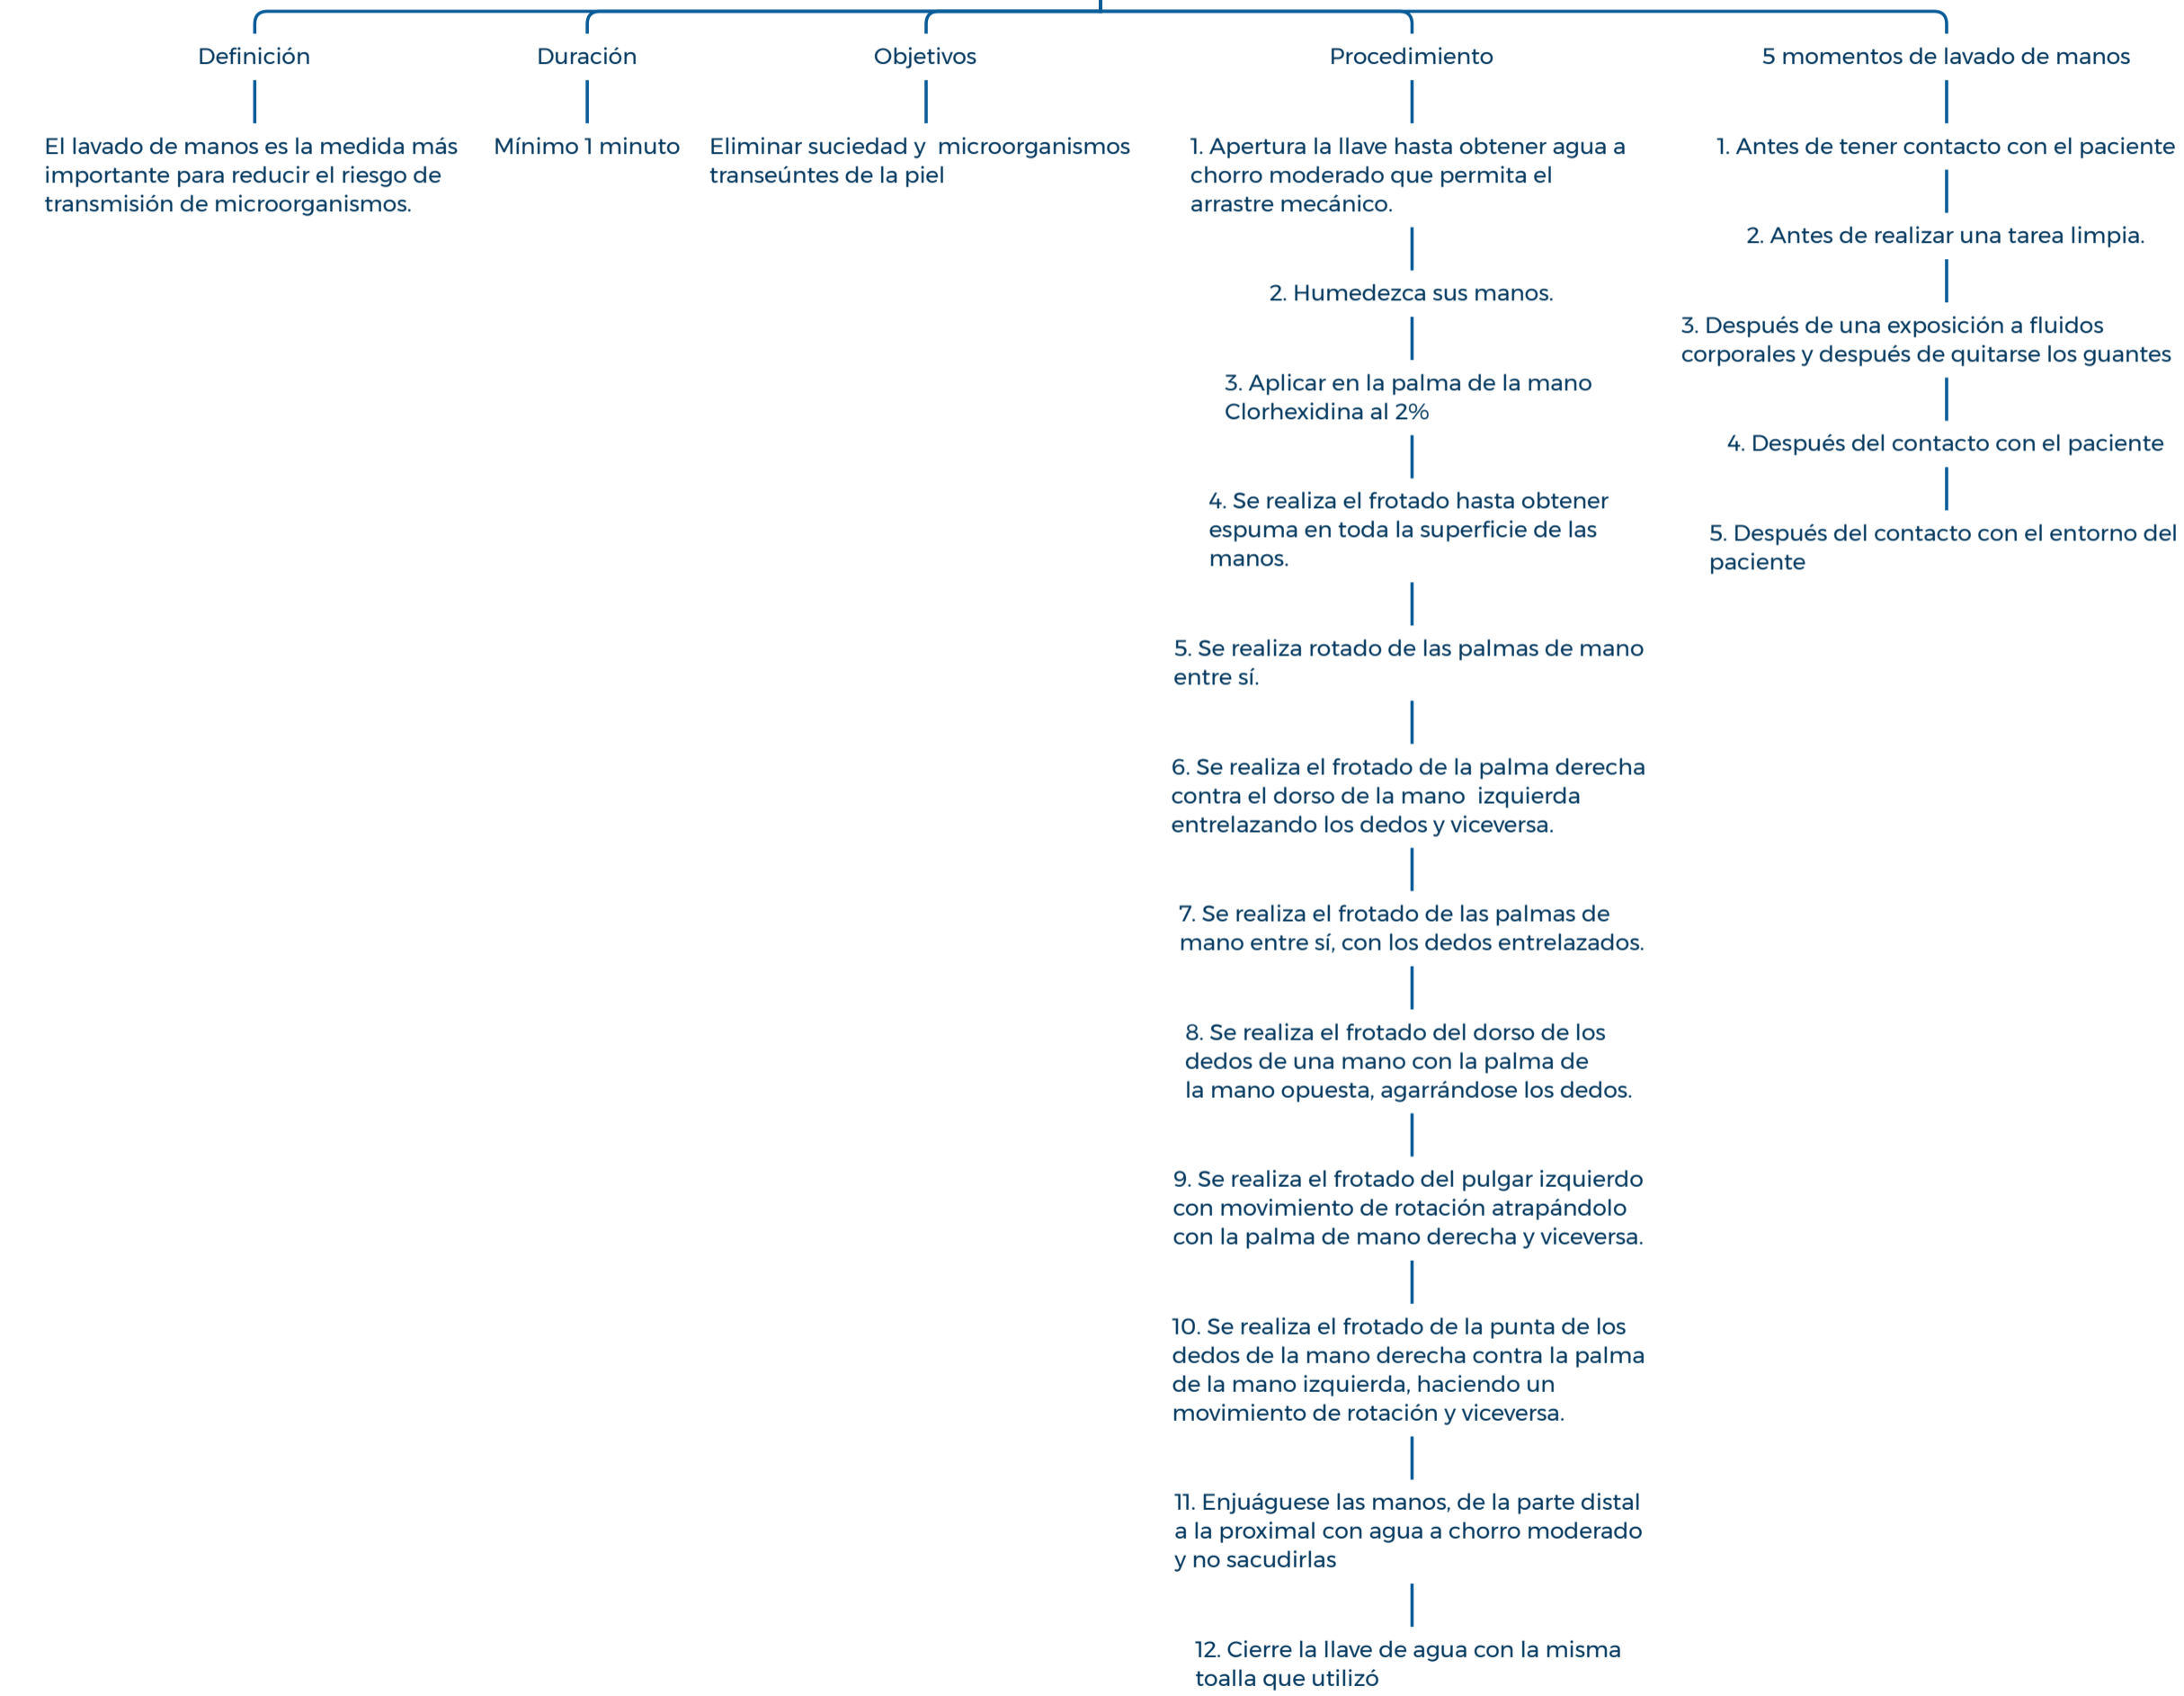 Definición
El lavado de manos es la medida más
importante para reducir el riesgo de
transmisión de microorganismos.
Duración
Mínimo 1 minuto
Objetivos
Eliminar suciedad y  microorganismos
transeúntes de la piel
Procedimiento
1. Apertura la llave hasta obtener agua a
chorro moderado que permita el
arrastre mecánico.
2. Humedezca sus manos.
3. Aplicar en la palma de la mano
Clorhexidina al 2%
4. Se realiza el frotado hasta obtener
espuma en toda la superficie de las
manos.
5. Se realiza rotado de las palmas de mano
entre sí.
6. Se realiza el frotado de la palma derecha
contra el dorso de la mano  izquierda
entrelazando los dedos y viceversa.
7. Se realiza el frotado de las palmas de
mano entre sí, con los dedos entrelazados.
8. Se realiza el frotado del dorso de los
dedos de una mano con la palma de
la mano opuesta, agarrándose los dedos.
9. Se realiza el frotado del pulgar izquierdo
con movimiento de rotación atrapándolo
con la palma de mano derecha y viceversa.
10. Se realiza el frotado de la punta de los
dedos de la mano derecha contra la palma
de la mano izquierda, haciendo un
movimiento de rotación y viceversa.
11. Enjuáguese las manos, de la parte distal
a la proximal con agua a chorro moderado
y no sacudirlas
12. Cierre la llave de agua con la misma
toalla que utilizó
5 momentos de lavado de manos
1. Antes de tener contacto con el paciente
2. Antes de realizar una tarea limpia.
3. Después de una exposición a fluidos
corporales y después de quitarse los guantes
4. Después del contacto con el paciente
5. Después del contacto con el entorno del
paciente